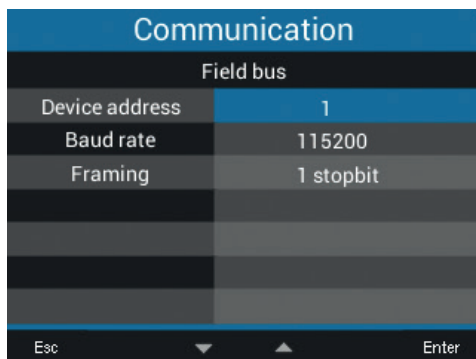 Communication
Field bus
Device address 1
Baud rate 115200
Framing 1 stopbit
Esc Enter